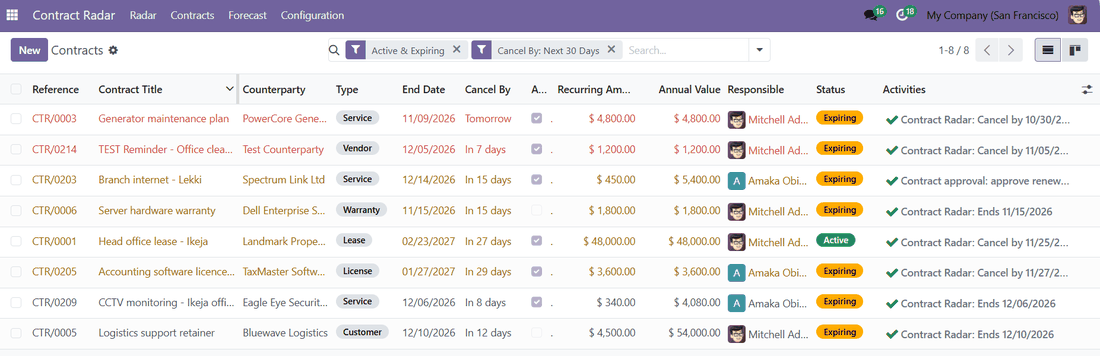 Contract Radar Radar Contracts Forecast Configuration 16 18 My Company (San Francisco)
New Contracts Active & Expiring Cancel By: Next 30 Days Search... 1-8 / 8
Reference Contract Title Counterparty Type End Date Cancel By A... Recurring Am... Annual Value Responsible Status Activities
CTR/0003 Generator maintenance plan PowerCore Gene... Service 11/09/2026 Tomorrow . $ 4,800.00 $ 4,800.00 Mitchell Ad... Expiring Contract Radar: Cancel by 10/30/2...
CTR/0214 TEST Reminder - Office clea... Test Counterparty Vendor 12/05/2026 In 7 days . $ 1,200.00 $ 1,200.00 Mitchell Ad... Expiring Contract Radar: Cancel by 11/05/2...
CTR/0203 Branch internet - Lekki Spectrum Link Ltd Service 12/14/2026 In 15 days . $ 450.00 $ 5,400.00 A Amaka Obi... Expiring Contract approval: approve renew...
CTR/0006 Server hardware warranty Dell Enterprise S... Warranty 11/15/2026 In 15 days . $ 1,800.00 $ 1,800.00 Mitchell Ad... Expiring Contract Radar: Ends 11/15/2026
CTR/0001 Head office lease - Ikeja Landmark Prope... Lease 02/23/2027 In 27 days . $ 48,000.00 $ 48,000.00 Mitchell Ad... Active Contract Radar: Cancel by 11/25/2...
CTR/0205 Accounting software licence... TaxMaster Softw... License 01/27/2027 In 29 days . $ 3,600.00 $ 3,600.00 A Amaka Obi... Expiring Contract Radar: Cancel by 11/27/2...
CTR/0209 CCTV monitoring - Ikeja offi... Eagle Eye Securit... Service 12/06/2026 In 8 days . $ 340.00 $ 4,080.00 A Amaka Obi... Expiring Contract Radar: Ends 12/06/2026
CTR/0005 Logistics support retainer Bluewave Logistics Customer 12/10/2026 In 12 days . $ 4,500.00 $ 54,000.00 Mitchell Ad... Expiring Contract Radar: Ends 12/10/2026